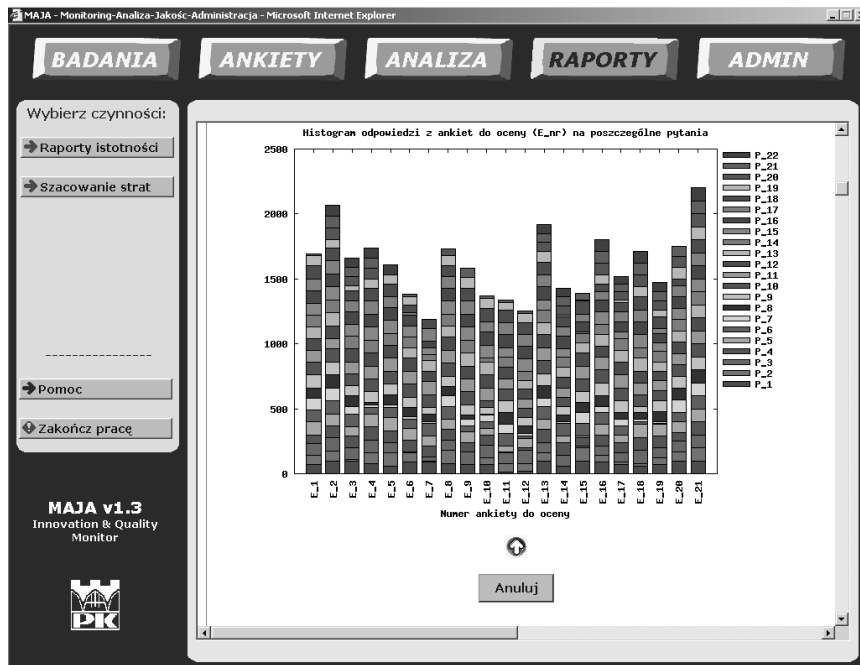 MAJA - Monitoring-Analiza-Jakośc-Administracja - Microsoft Internet Explorer
BADANIA ANKIETY ANALIZA RAPORTY ADMIN
Wybierz czynności:
Raporty istotności
Szacowanie strat
---------------
Pomoc
Zakończ pracę
MAJA v1.3
Innovation & Quality
Monitor
PK
Histogram odpowiedzi z ankiet do oceny (E_nr) na poszczególne pytania
2500
2000
1500
1000
500
0
E_1 E_2 E_3 E_4 E_5 E_6 E_7 E_8 E_9 E_10 E_11 E_12 E_13 E_14 E_15 E_16 E_17 E_18 E_19 E_20 E_21
Numer ankiety do oceny
P_22
P_21
P_20
P_19
P_18
P_17
P_16
P_15
P_14
P_13
P_12
P_11
P_10
P_9
P_8
P_7
P_6
P_5
P_4
P_3
P_2
P_1
Anuluj